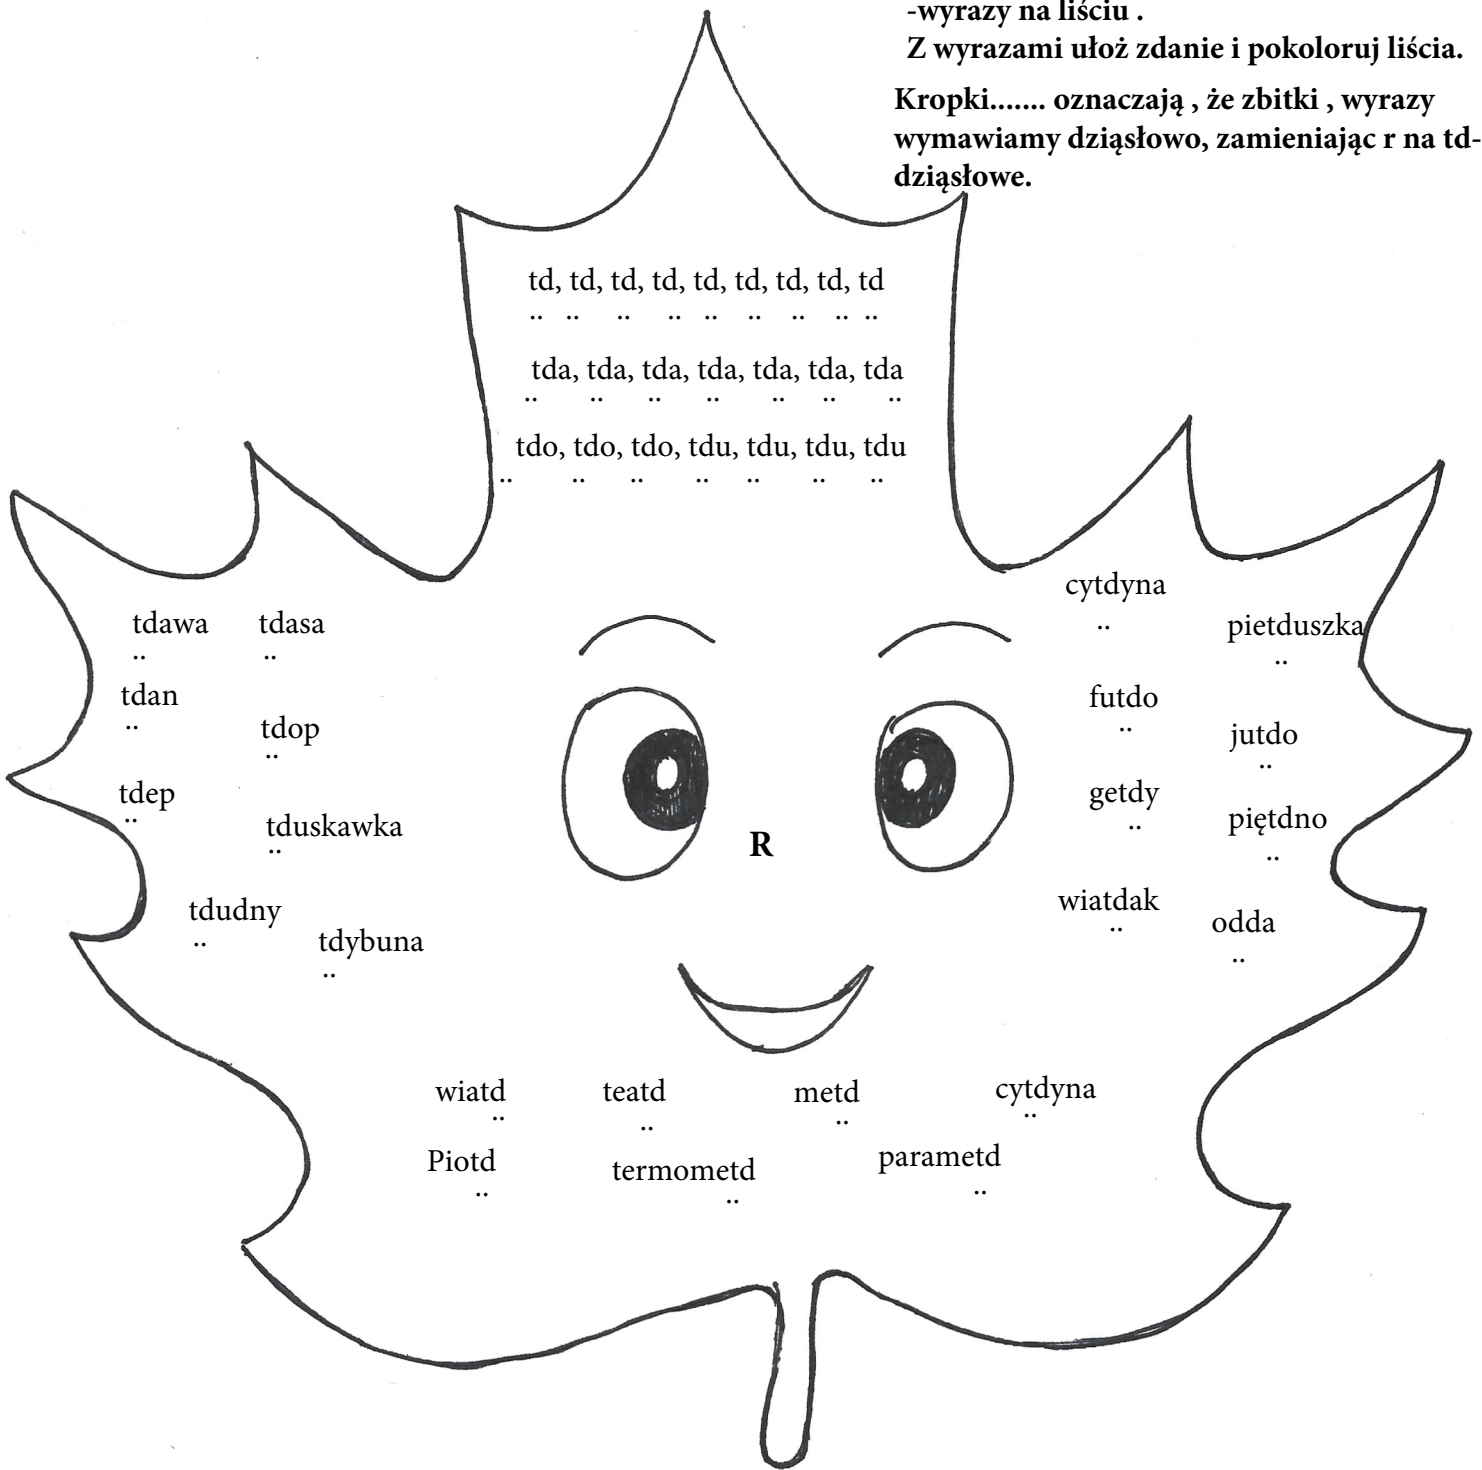 -wyrazy na liściu .
Z wyrazami ułoż zdanie i pokoloruj liścia.
Kropki....... oznaczają , że zbitki , wyrazy
wymawiamy dziąsłowo, zamieniając r na td-
dziąsłowe.
td, td, td, td, td, td, td, td, td
.. .. .. .. .. .. .. .. ..
tda, tda, tda, tda, tda, tda, tda
.. .. .. .. .. .. ..
tdo, tdo, tdo, tdu, tdu, tdu, tdu
.. .. .. .. .. .. ..
tdawa tdasa
.. ..
tdan
..
tdop
..
tdep
..
tduskawka
..
tdudny
..
tdybuna
..
R
cytdyna
..
pietduszka
..
futdo
..
jutdo
..
getdy
..
piętdno
..
wiatdak
..
odda
..
wiatd teatd metd cytdyna
.. .. .. ..
Piotd termometd parametd
.. .. ..